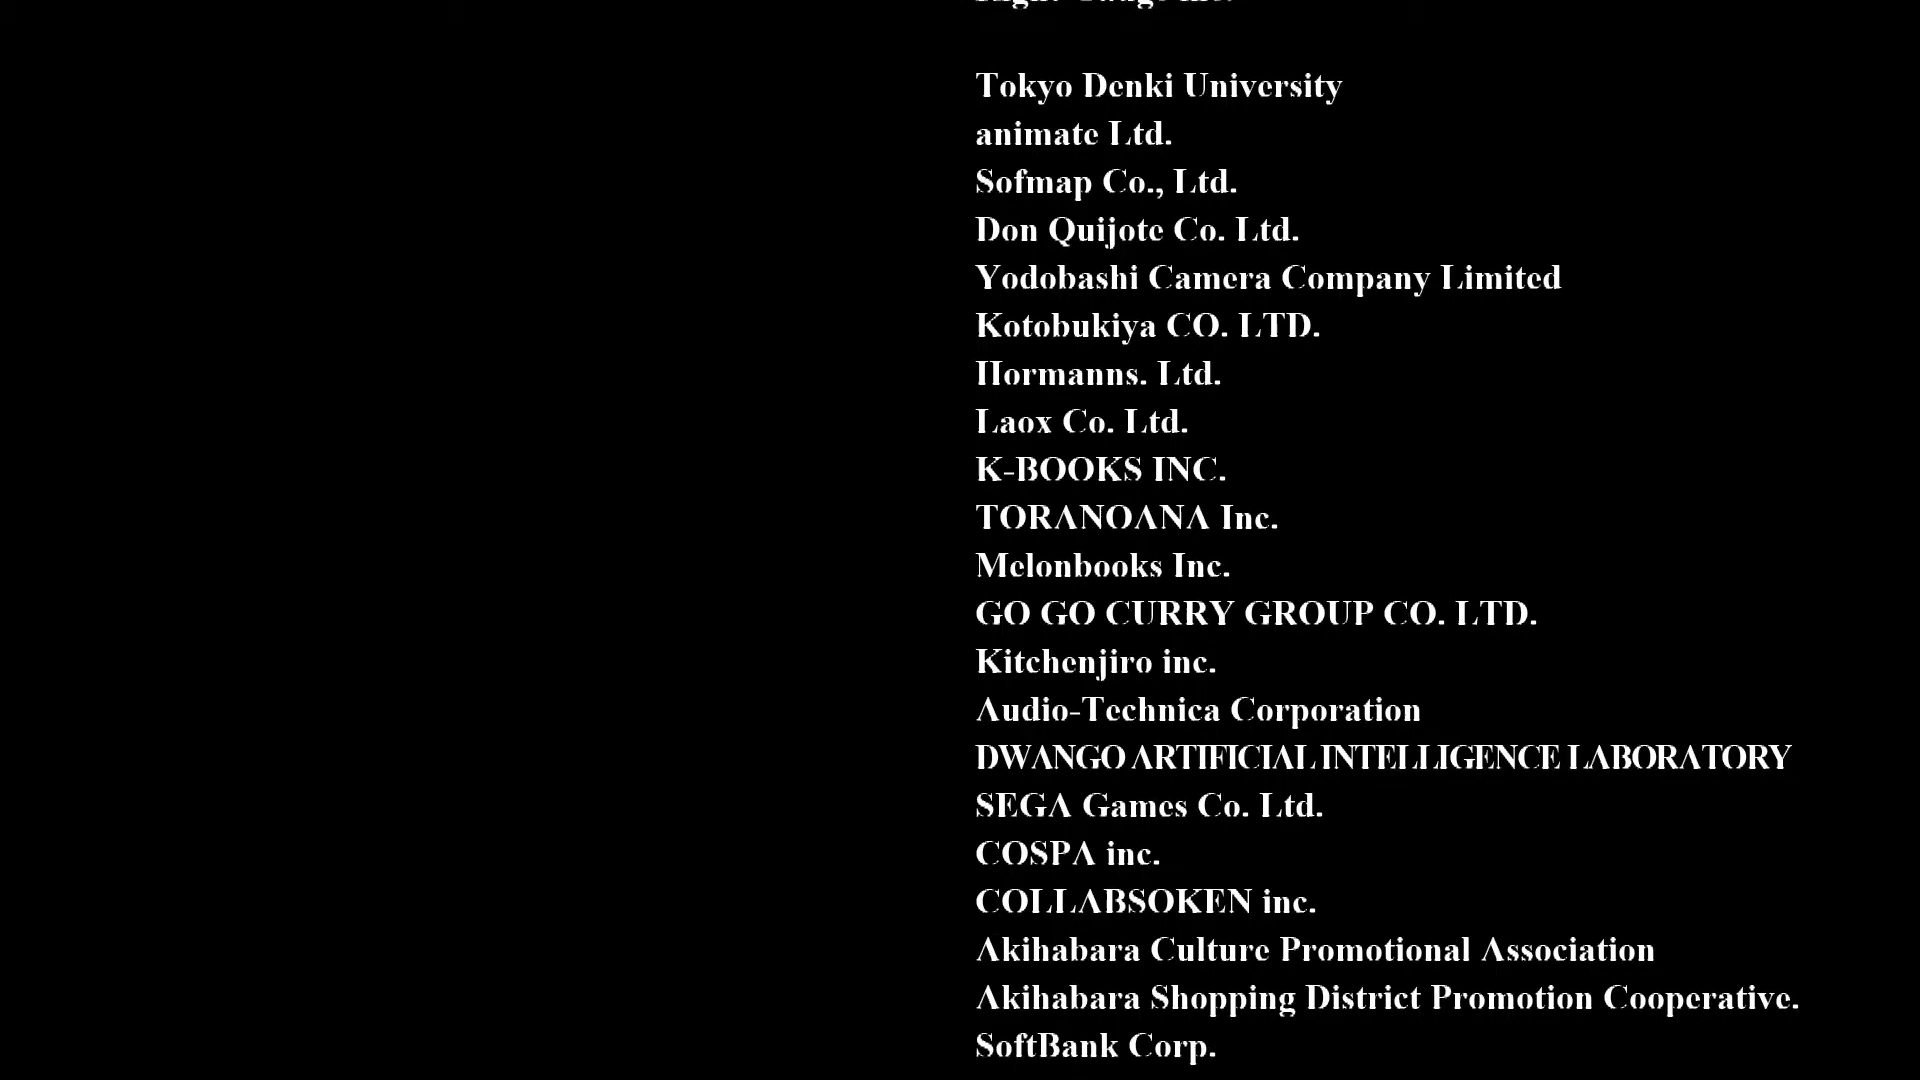 Tokyo Denki University
animate Ltd.
Sofmap Co., Ltd.
Don Quijote Co. Ltd.
Yodobashi Camera Company Limited
Kotobukiya CO. LTD.
Hormanns. Ltd.
Laox Co. Ltd.
K-BOOKS INC.
TORANOANA Inc.
Melonbooks Inc.
GO GO CURRY GROUP CO. LTD.
Kitchenjiro inc.
Audio-Technica Corporation
DWANGO ARTIFICIAL INTELLIGENCE LABORATORY
SEGA Games Co. Ltd.
COSPA inc.
COLLABSOKEN inc.
Akihabara Culture Promotional Association
Akihabara Shopping District Promotion Cooperative.
SoftBank Corp.